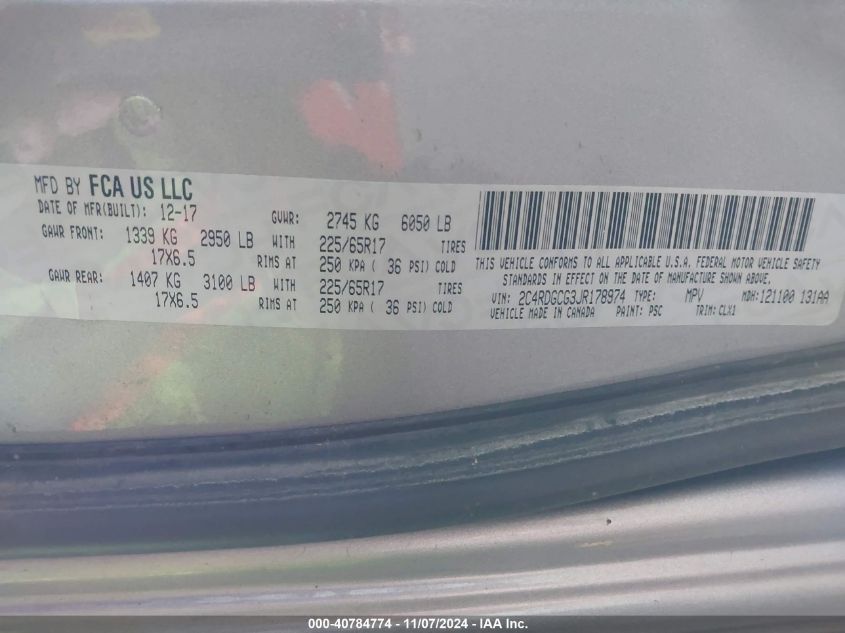 MFD BY FCA US LLC
DATE OF MFR(BUILT): 12-17 GVWR: 2745 KG 6050 LB
GAWR FRONT: 1339 KG 2950 LB WITH 225/65R17 TIRES
17X6.5 RIMS AT 250 KPA ( 36 PSI) COLD
GAWR REAR: 1407 KG 3100 LB WITH 225/65R17 TIRES
17X6.5 RIMS AT 250 KPA ( 36 PSI) COLD
THIS VEHICLE CONFORMS TO ALL APPLICABLE U.S.A. FEDERAL MOTOR VEHICLE SAFETY
STANDARDS IN EFFECT ON THE DATE OF MANUFACTURE SHOWN ABOVE.
VIN: 2C4RDGCG3JR178974 TYPE: MPV MDH: 121100 131AA
VEHICLE MADE IN CANADA PAINT: PSC TRIM: CLX1
000-40784774 - 11/07/2024 - IAA Inc.